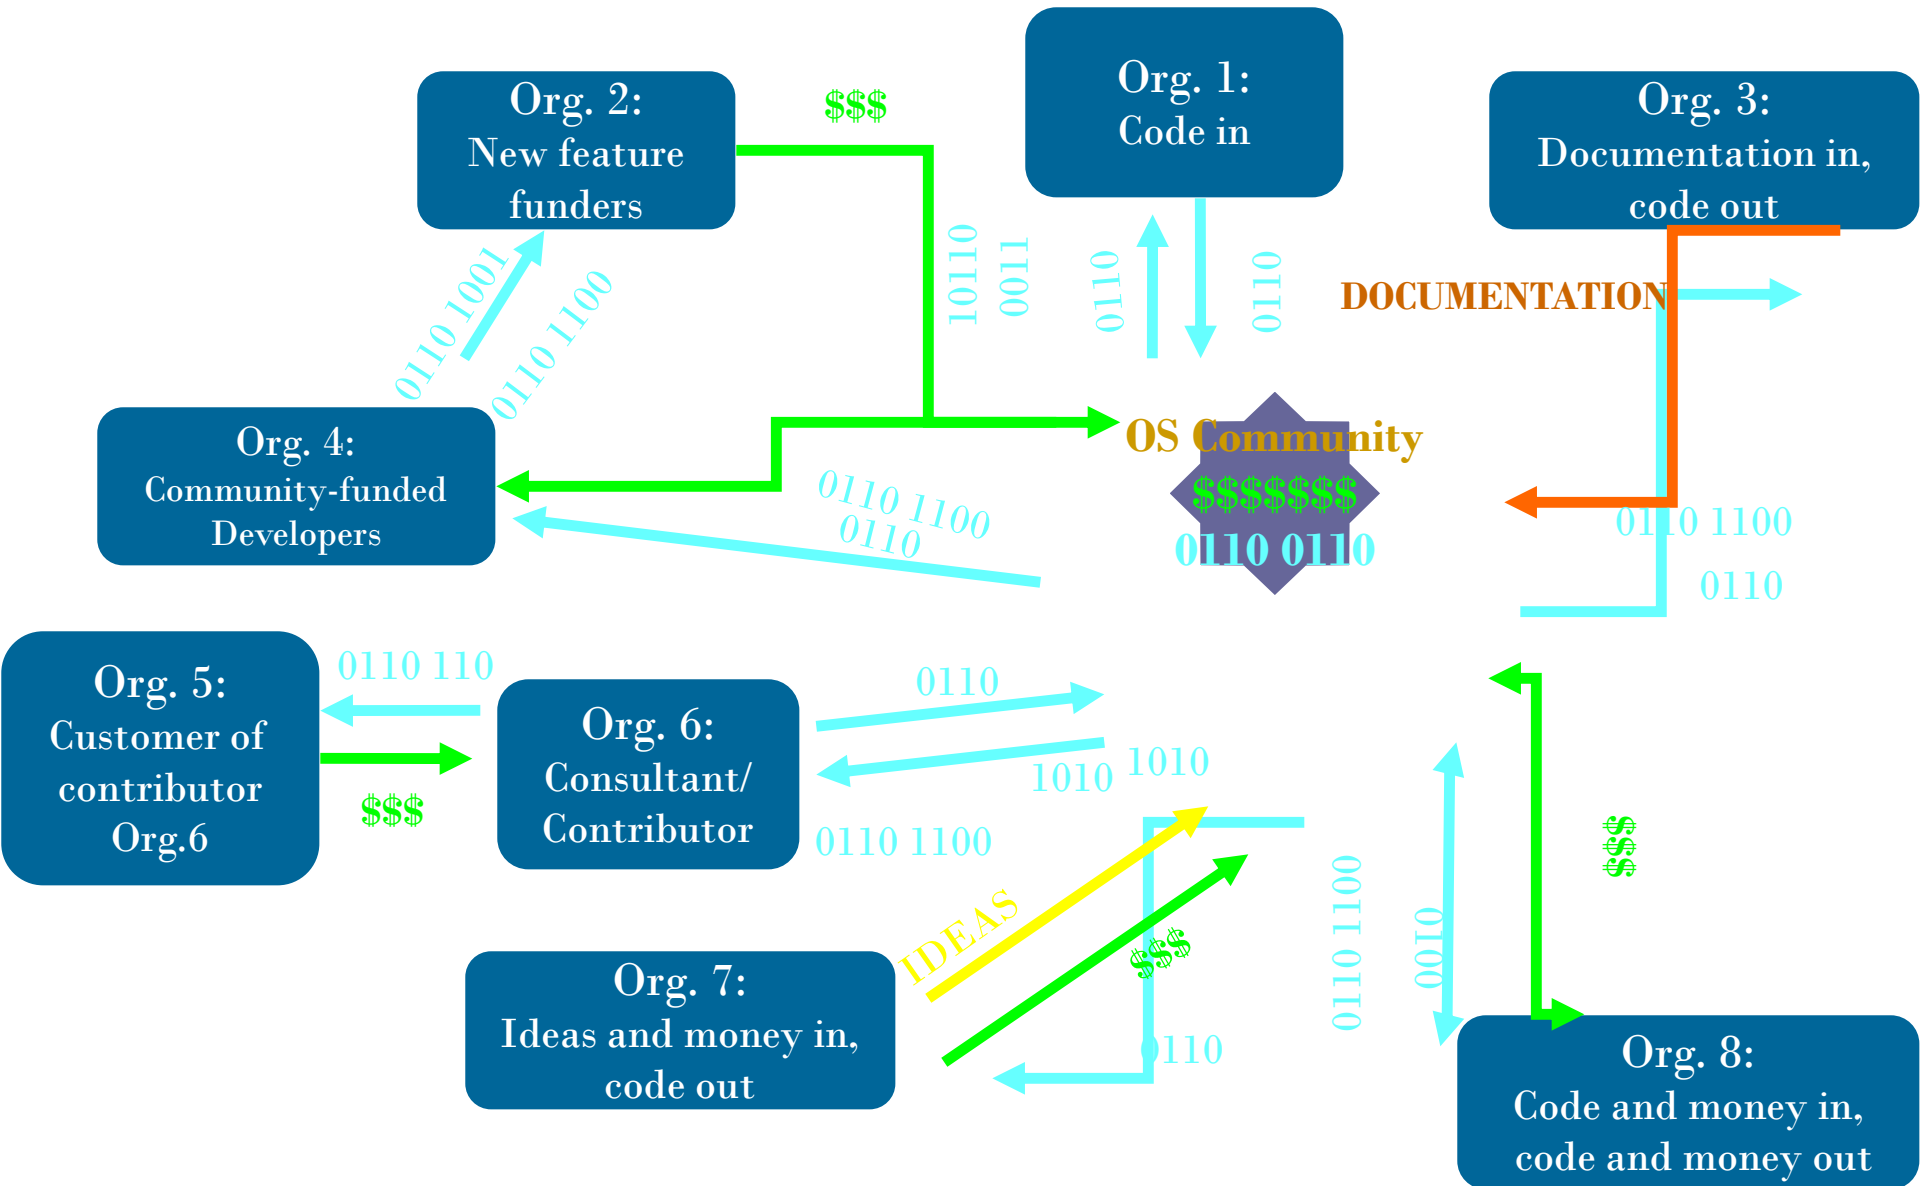 Org. 1:
Code in
Org. 2:
New feature
funders
$$$
Org. 3:
Documentation in,
code out
10110
0011
0110
0110
DOCUMENTATION
0110 1001
0110 1100
Org. 4:
Community-funded
Developers
OS Community
$$$$$$$
0110 0110
0110 1100
0110
0110 1100
0110
Org. 5:
Customer of
contributor
Org.6
0110 110
$$$
Org. 6:
Consultant/
Contributor
0110
1010 1010
0110 1100
IDEAS
$$$
0110
Org. 7:
Ideas and money in,
code out
0110 1100
0010
$$$
Org. 8:
Code and money in,
code and money out